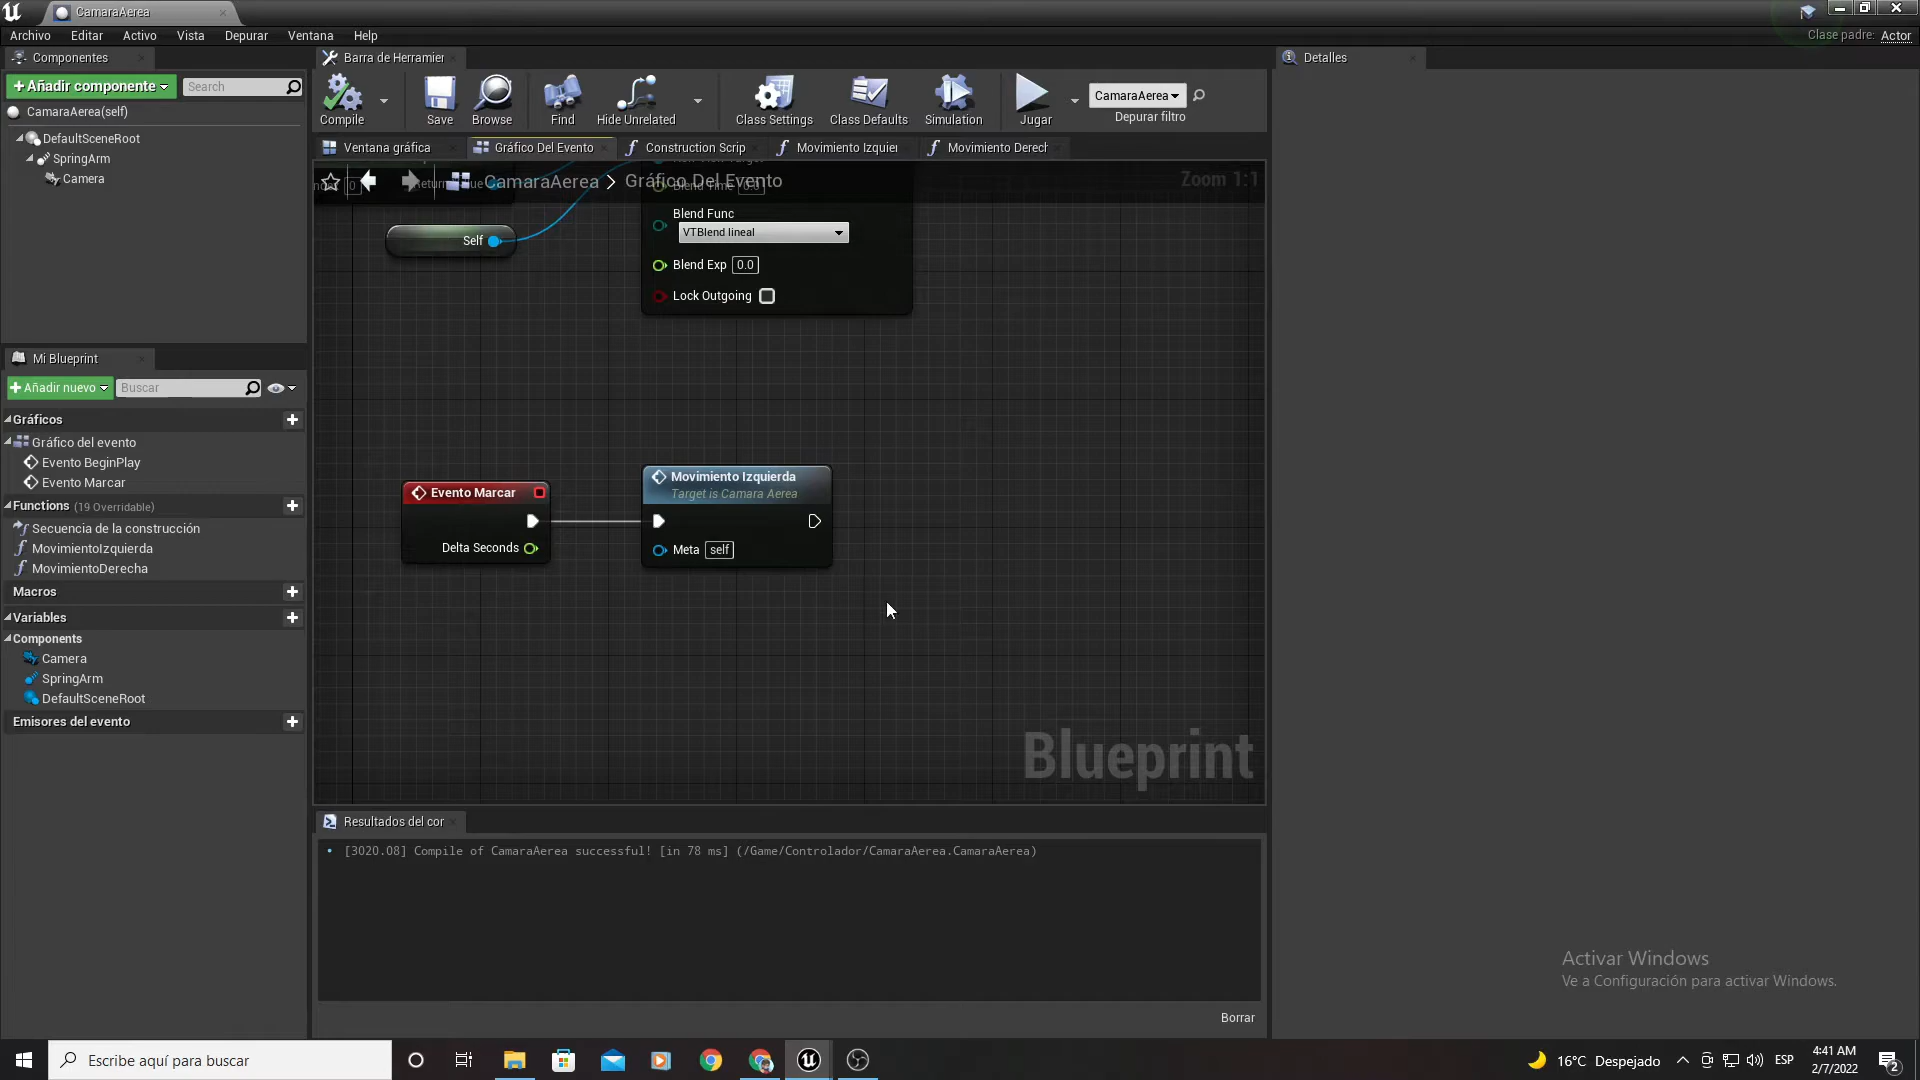 CamaraAerea
Archivo Editar Activo Vista Depurar Ventana Help
Clase padre: Actor
Componentes
Barra de Herramier
Detalles
Añadir componente
Search
CamaraAerea(self)
DefaultSceneRoot
SpringArm
Camera
Compile
Save
Browse
Find
Hide Unrelated
Class Settings
Class Defaults
Simulation
Jugar
CamaraAerea
Depurar filtro
Ventana gráfica
Gráfico Del Evento
Construction Scrip
Movimiento Izquier
Movimiento Derech
CamaraAerea > Gráfico Del Evento
Zoom 1:1
Blend Time 0.0
Blend Func
VTBlend lineal
Self
Blend Exp 0.0
Lock Outgoing
Mi Blueprint
Añadir nuevo
Buscar
Gráficos
Gráfico del evento
Evento BeginPlay
Evento Marcar
Functions (19 Overridable)
Secuencia de la construcción
MovimientoIzquierda
MovimientoDerecha
Macros
Variables
Components
Camera
SpringArm
DefaultSceneRoot
Emisores del evento
Evento Marcar
Delta Seconds
Movimiento Izquierda
Target is Camara Aerea
Meta self
Blueprint
Resultados del cor
• [3020.08] Compile of CamaraAerea successful! [in 78 ms] (/Game/Controlador/CamaraAerea.CamaraAerea)
Borrar
Activar Windows
Ve a Configuración para activar Windows.
Escribe aquí para buscar
16°C Despejado
ESP
4:41 AM
2/7/2022
2